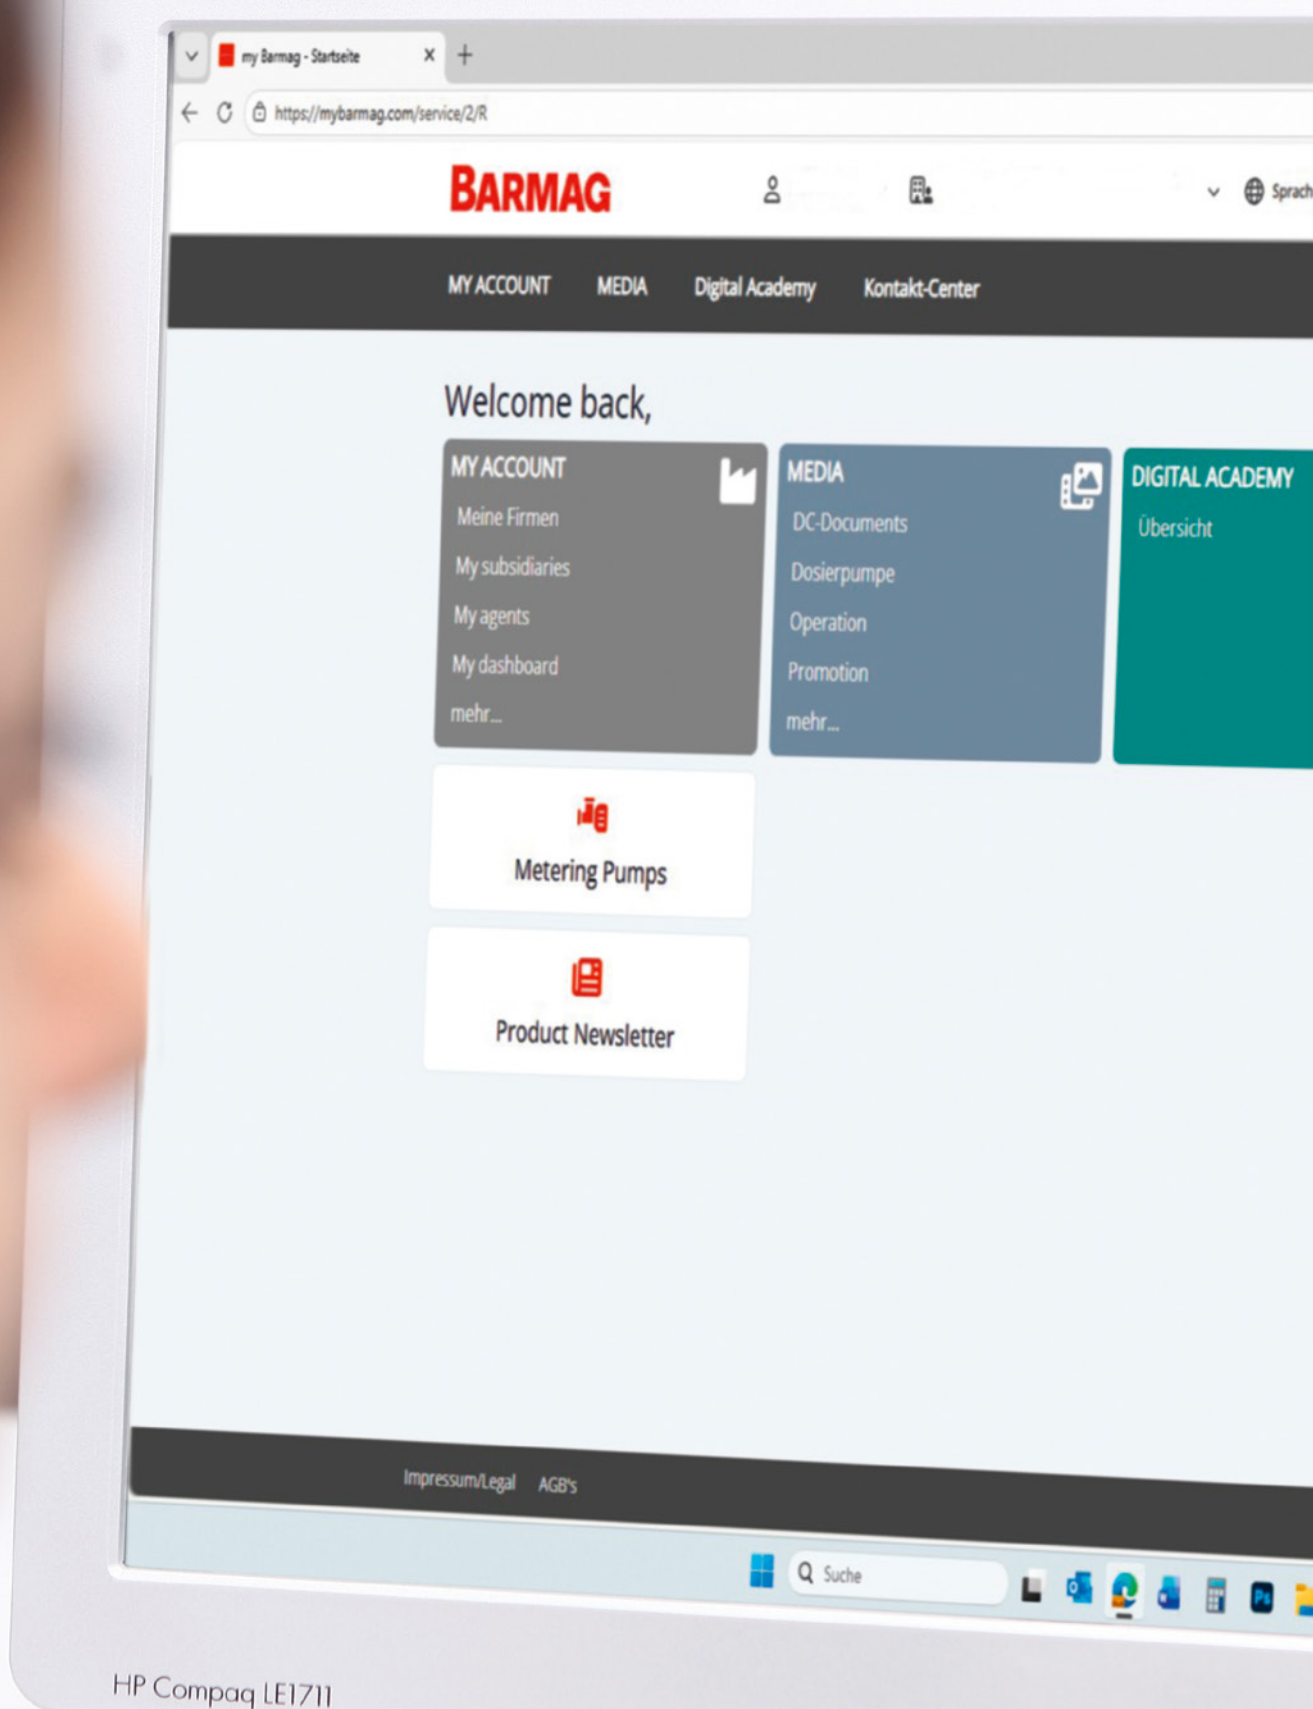 my Barmag - Startseite
https://mybarmag.com/service/2/R
BARMAG
Sprach
MY ACCOUNT MEDIA Digital Academy Kontakt-Center
Welcome back,
MY ACCOUNT
Meine Firmen
My subsidiaries
My agents
My dashboard
mehr...
MEDIA
DC-Documents
Dosierpumpe
Operation
Promotion
mehr...
DIGITAL ACADEMY
Übersicht
Metering Pumps
Product Newsletter
Impressum/Legal AGB's
Suche
Ps
HP Compaq LE1711